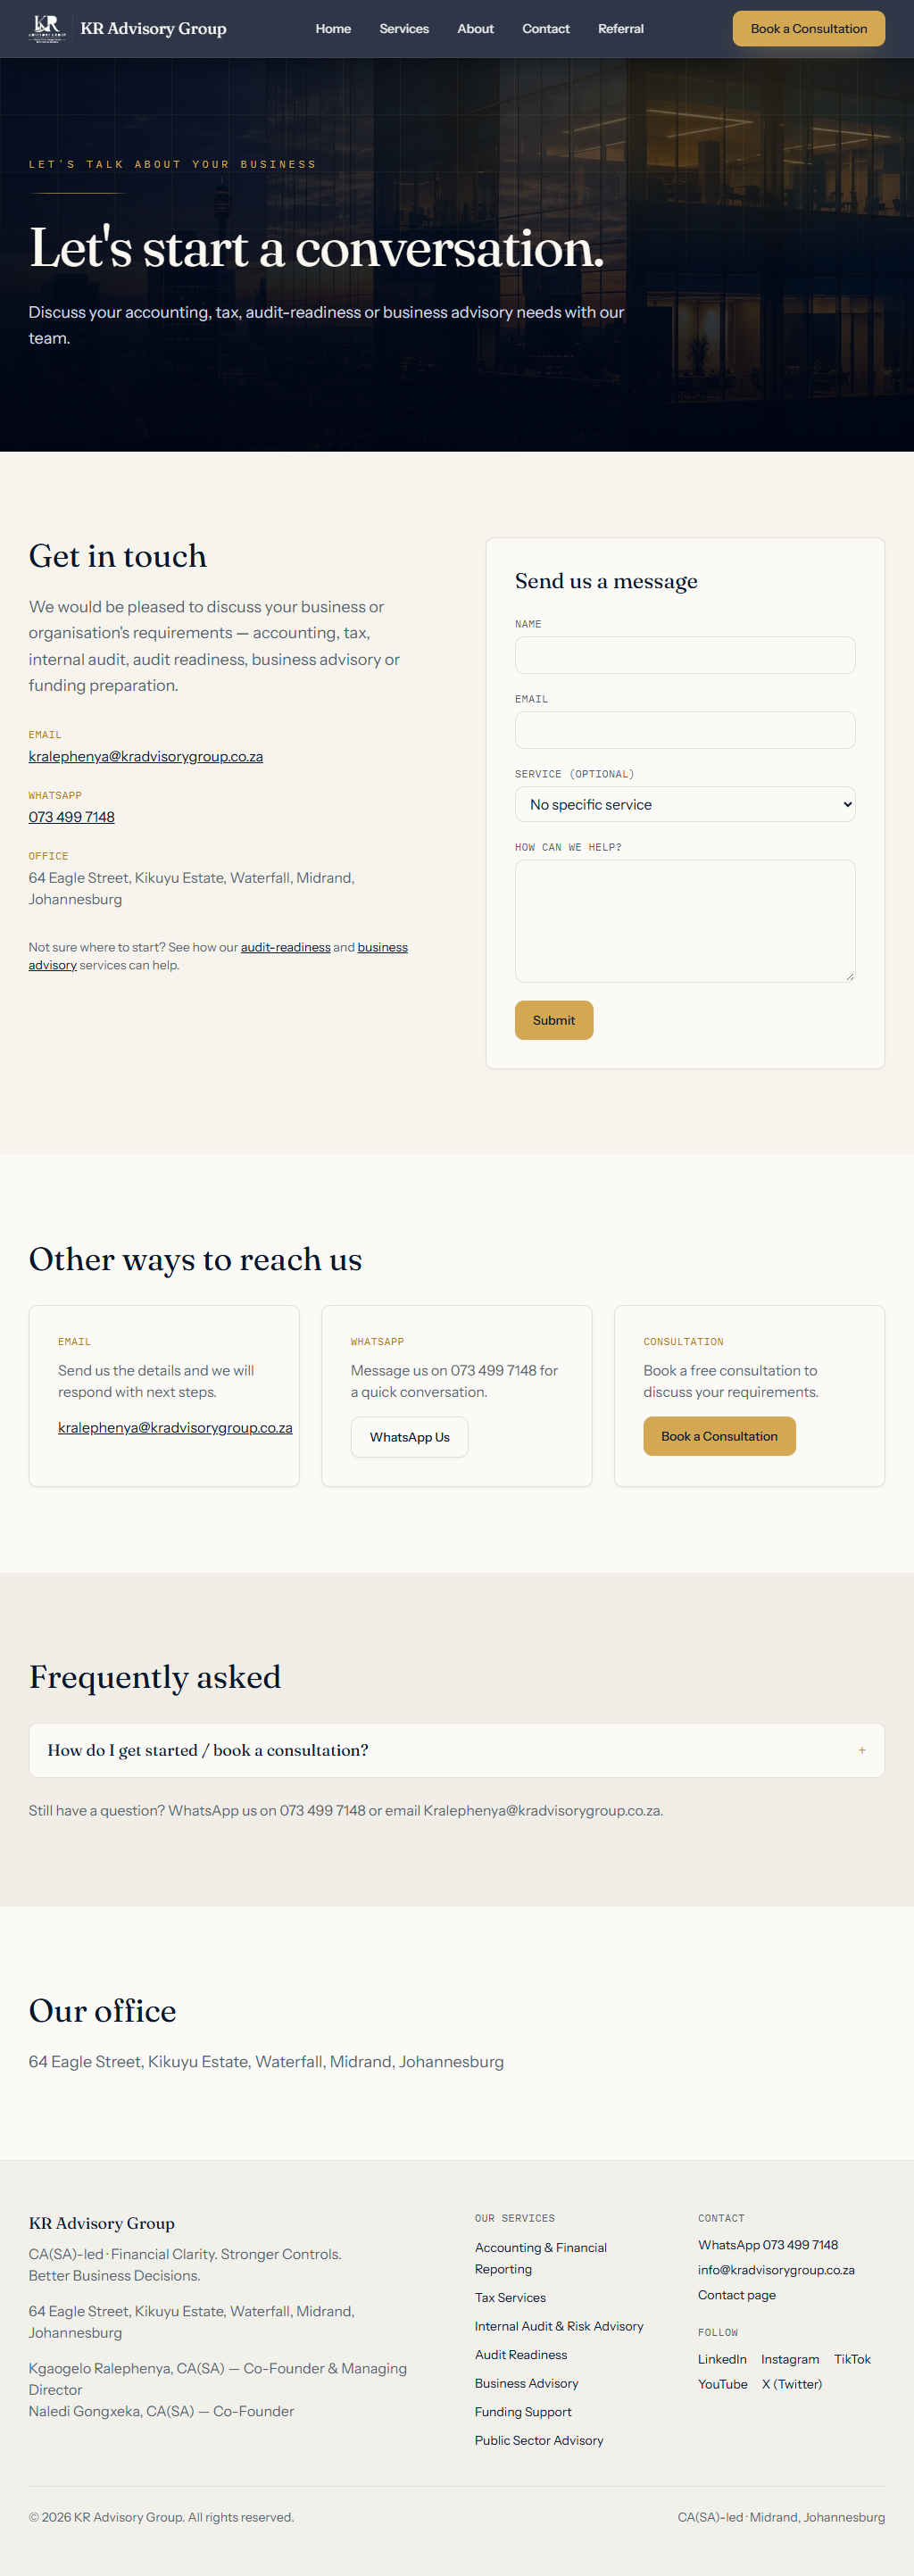 KR
KR Advisory Group
Home
Services
About
Contact
Referral
Book a Consultation
LET'S TALK ABOUT YOUR BUSINESS
Let's start a conversation.
Discuss your accounting, tax, audit-readiness or business advisory needs with our
team.
Get in touch
We would be pleased to discuss your business or
organisation's requirements — accounting, tax,
internal audit, audit readiness, business advisory or
funding preparation.
EMAIL
kralephenya@kradvisorygroup.co.za
WHATSAPP
073 499 7148
OFFICE
64 Eagle Street, Kikuyu Estate, Waterfall, Midrand,
Johannesburg
Not sure where to start? See how our audit-readiness and business
advisory services can help.
Send us a message
NAME
EMAIL
SERVICE (OPTIONAL)
No specific service
HOW CAN WE HELP?
Submit
Other ways to reach us
EMAIL
Send us the details and we will
respond with next steps.
kralephenya@kradvisorygroup.co.za
WHATSAPP
Message us on 073 499 7148 for
a quick conversation.
WhatsApp Us
CONSULTATION
Book a free consultation to
discuss your requirements.
Book a Consultation
Frequently asked
How do I get started / book a consultation?
+
Still have a question? WhatsApp us on 073 499 7148 or email Kralephenya@kradvisorygroup.co.za.
Our office
64 Eagle Street, Kikuyu Estate, Waterfall, Midrand, Johannesburg
KR Advisory Group
CA(SA)-led · Financial Clarity. Stronger Controls.
Better Business Decisions.
64 Eagle Street, Kikuyu Estate, Waterfall, Midrand,
Johannesburg
Kgaogelo Ralephenya, CA(SA) — Co-Founder & Managing
Director
Naledi Gongxeka, CA(SA) — Co-Founder
OUR SERVICES
Accounting & Financial
Reporting
Tax Services
Internal Audit & Risk Advisory
Audit Readiness
Business Advisory
Funding Support
Public Sector Advisory
CONTACT
WhatsApp 073 499 7148
info@kradvisorygroup.co.za
Contact page
FOLLOW
LinkedIn Instagram TikTok
YouTube X (Twitter)
© 2026 KR Advisory Group. All rights reserved.
CA(SA)-led · Midrand, Johannesburg